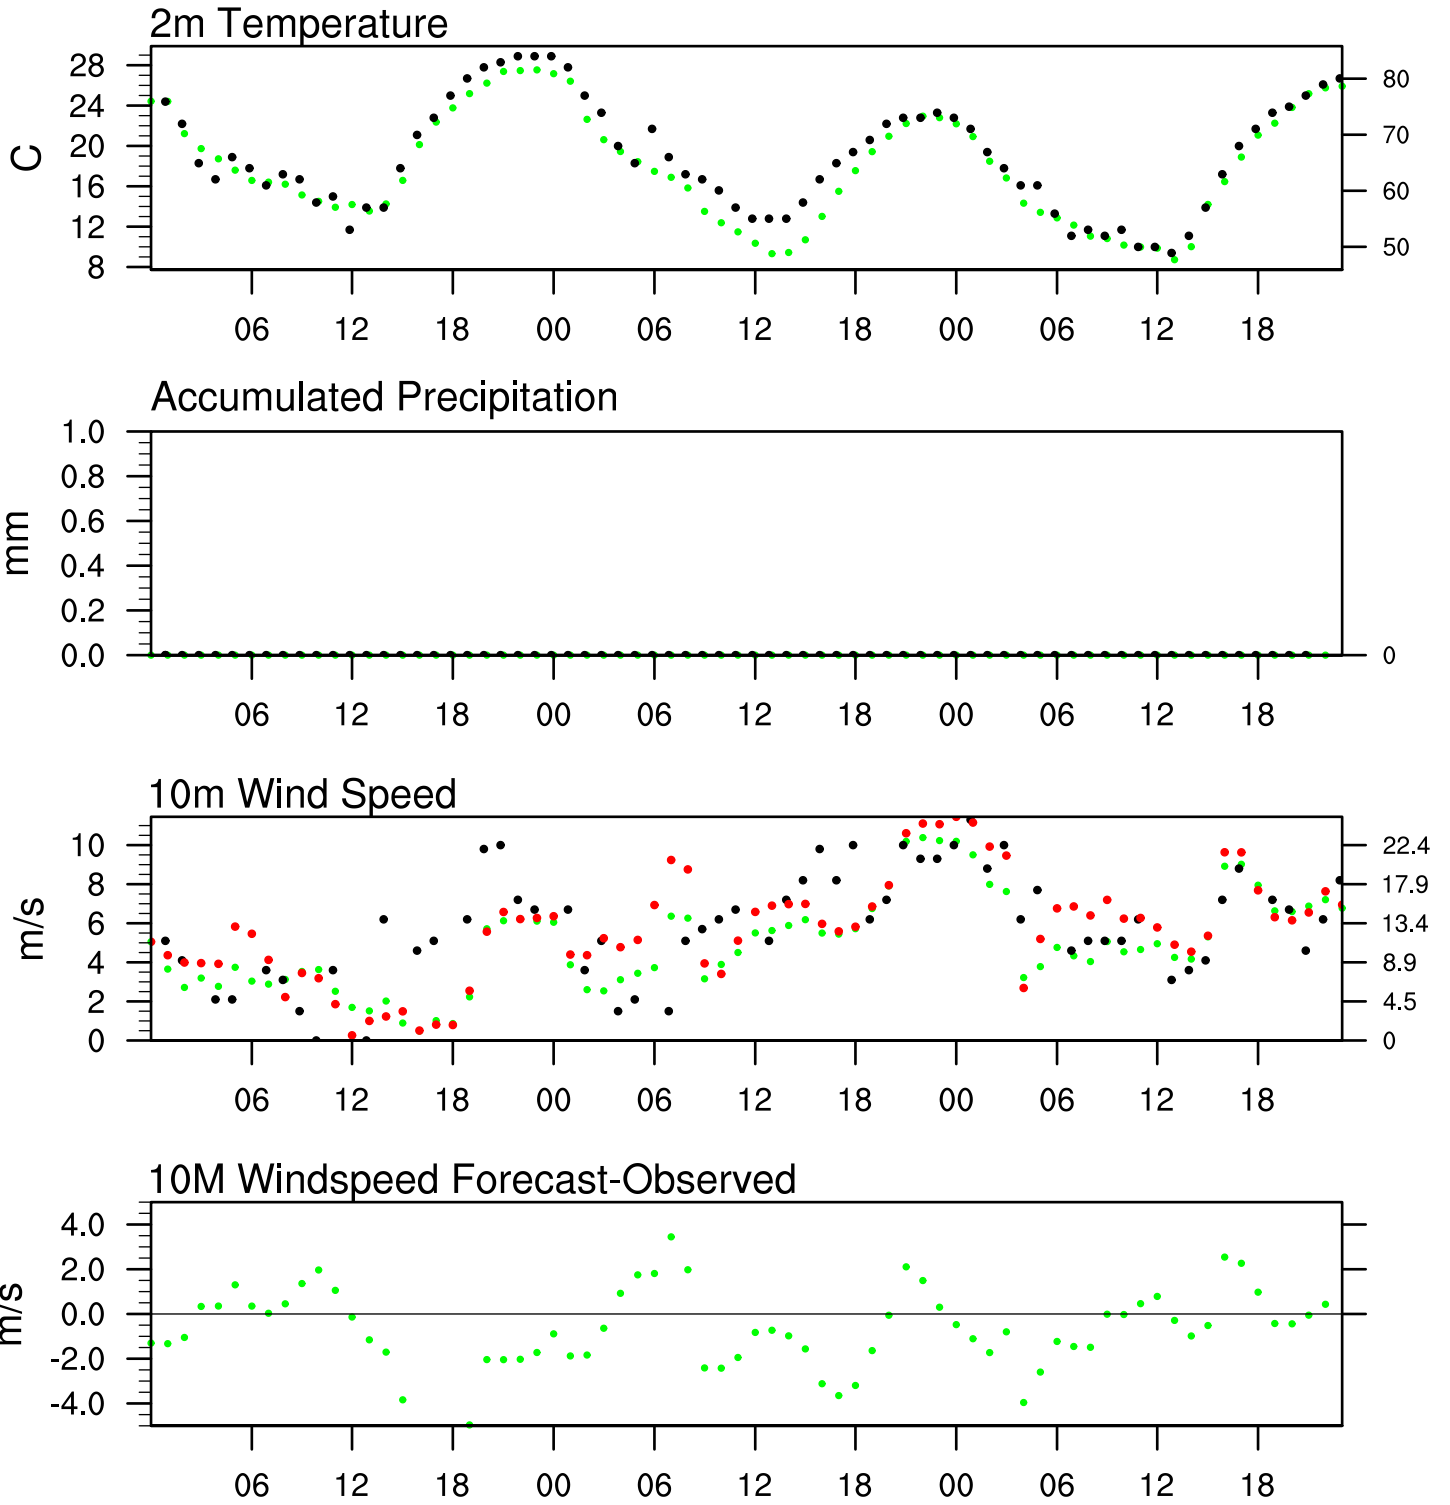 2m Temperature
28
24
20
16
12
8
C
80
70
60
50
06 12 18 00 06 12 18 00 06 12 18
Accumulated Precipitation
1.0
0.8
0.6
0.4
0.2
0.0
mm
0
06 12 18 00 06 12 18 00 06 12 18
10m Wind Speed
10
8
6
4
2
0
m/s
22.4
17.9
13.4
8.9
4.5
0
06 12 18 00 06 12 18 00 06 12 18
10M Windspeed Forecast-Observed
4.0
2.0
0.0
-2.0
-4.0
m/s
06 12 18 00 06 12 18 00 06 12 18